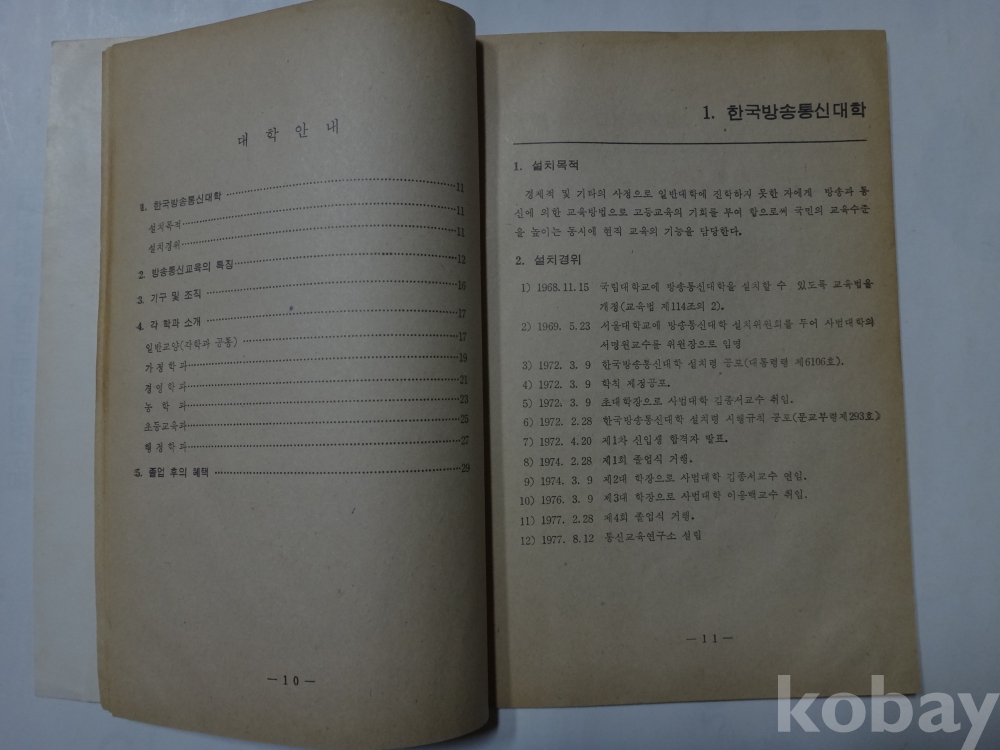 대 학 안 내
1. 한국방송통신대학 11
설치목적 11
설치경위 11
2. 방송통신교육의 특징 12
3. 기구 및 조직 16
4. 각 학과 소개 17
일반교양(각학과 공통) 17
가정학과 19
경영학과 21
농 학 과 23
초등교육과 25
행정학과 27
5. 졸업 후의 혜택 29
—10—
1. 한국방송통신대학
1. 설치목적
경제적 및 기타의 사정으로 일반대학에 진학하지 못한 자에게 방송과 통
신에 의한 교육방법으로 고등교육의 기회를 부여 함으로써 국민의 교육수준
을 높이는 동시에 현직 교육의 기능을 담당한다.
2. 설치경위
1) 1968.11.15 국립대학교에 방송통신대학을 설치할 수 있도록 교육법을
개정(교육법 제114조의 2).
2) 1969. 5.23 서울대학교에 방송통신대학 설치위원회를 두어 사범대학의
서명원교수를 위원장으로 임명
3) 1972. 3. 9 한국방송통신대학 설치령 공포(대통령령 제6106호).
4) 1972. 3. 9 학칙 제정공포.
5) 1972. 3. 9 초대학장으로 사범대학 김종서교수 취임.
6) 1972. 2.28 한국방송통신대학 설치령 시행규칙 공포(문교부령제293호)
7) 1972. 4.20 제1차 신입생 합격자 발표.
8) 1974. 2.28 제1회 졸업식 거행.
9) 1974. 3. 9 제2대 학장으로 사범대학 김종서교수 연임.
10) 1976. 3. 9 제3대 학장으로 사범대학 이응백교수 취임.
11) 1977. 2.28 제4회 졸업식 거행.
12) 1977. 8.12 통신교육연구소 설립
—11—
kobay